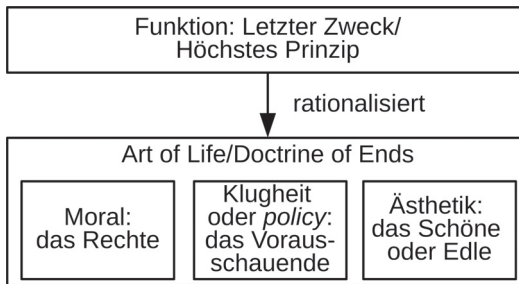 Funktion: Letzter Zweck/
Höchstes Prinzip
rationalisiert
Art of Life/Doctrine of Ends
Moral:
das Rechte
Klugheit
oder policy:
das Voraus-
schauende
Ästhetik:
das Schöne
oder Edle